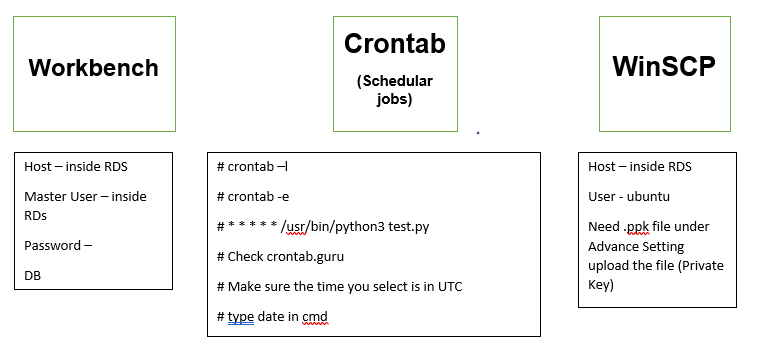 Workbench
Crontab
(Schedular
jobs)
WinSCP
Host – inside RDS
Master User – inside
RDs
Password –
DB
# crontab –l
# crontab -e
# * * * * * /usr/bin/python3 test.py
# Check crontab.guru
# Make sure the time you select is in UTC
# type date in cmd
Host – inside RDS
User - ubuntu
Need .ppk file under
Advance Setting
upload the file (Private
Key)